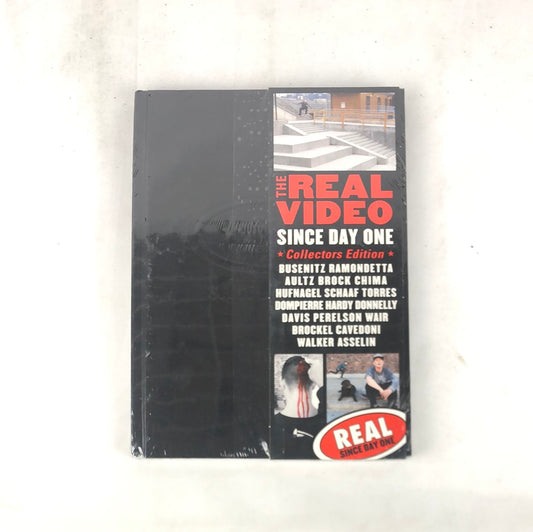 THE REAL
VIDEO
SINCE DAY ONE
★ Collectors Edition ★
BUSENITZ RAMONDETTA
AULTZ BROCK CHIMA
HUFNAGEL SCHAAF TORRES
DOMPIERRE HARDY DONNELLY
DAVIS PERELSON WAIR
BROCKEL CAVEDONI
WALKER ASSELIN
REAL
SINCE DAY ONE